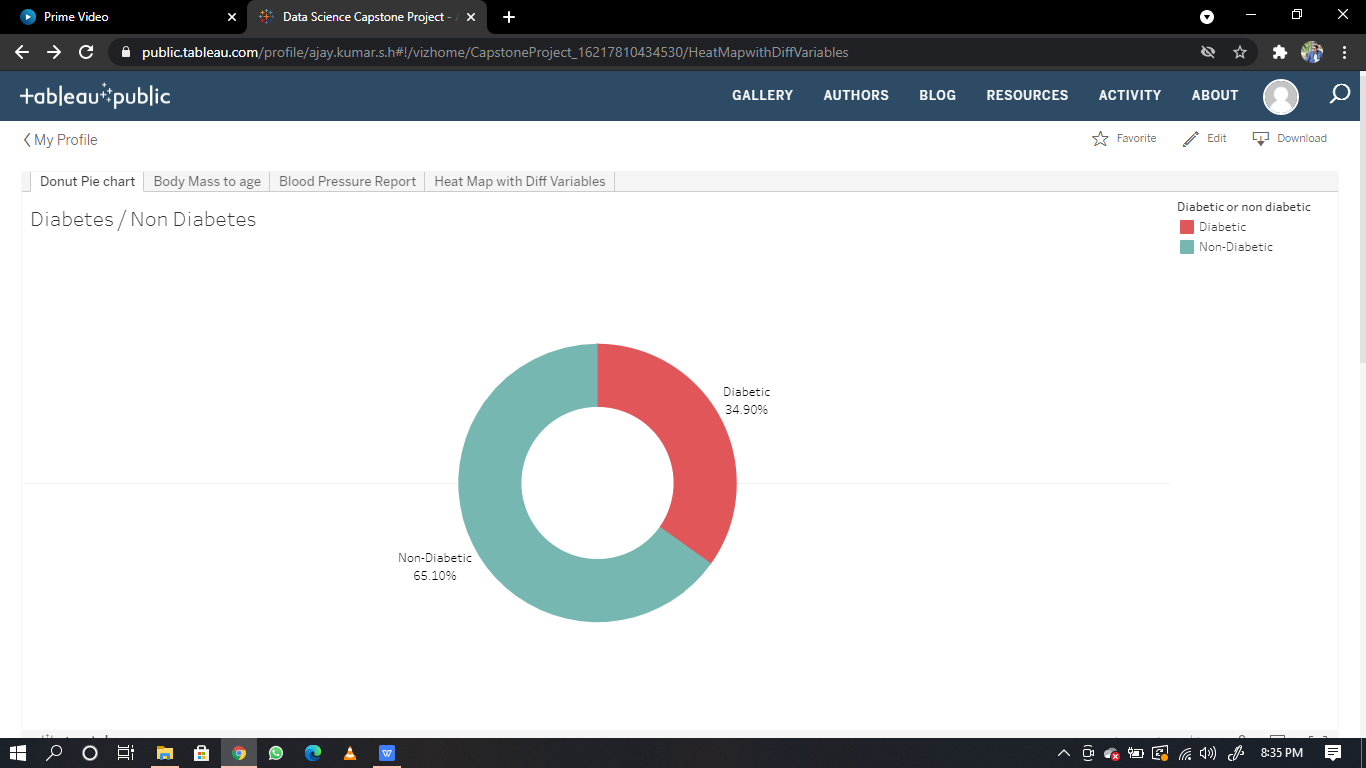 Prime Video
Data Science Capstone Project -
public.tableau.com/profile/ajay.kumar.s.h#!/vizhome/CapstoneProject_16217810434530/HeatMapwithDiffVariables
+ableau public
GALLERY AUTHORS BLOG RESOURCES ACTIVITY ABOUT
My Profile
Favorite Edit Download
Donut Pie chart Body Mass to age Blood Pressure Report Heat Map with Diff Variables
Diabetes / Non Diabetes
Diabetic or non diabetic
Diabetic
Non-Diabetic
Diabetic
34.90%
Non-Diabetic
65.10%
8:35 PM